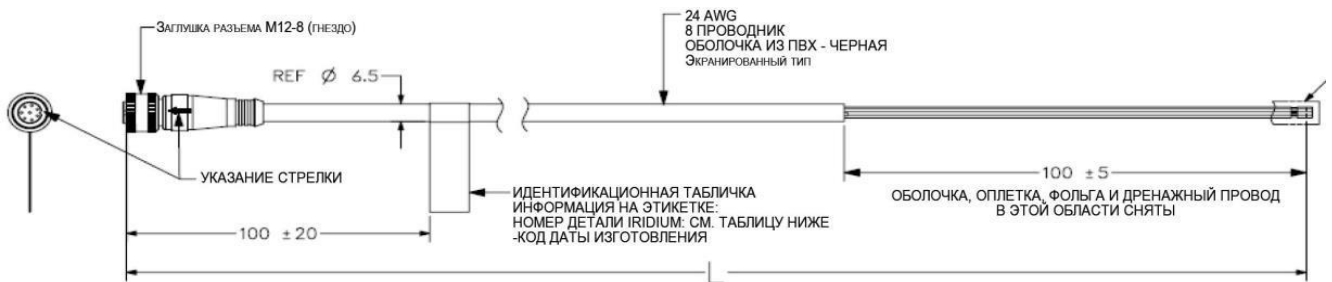 ЗАГЛУШКА РАЗЪЕМА M12-8 (ГНЕЗДО)
24 AWG
8 ПРОВОДНИК
ОБОЛОЧКА ИЗ ПВХ - ЧЕРНАЯ
ЭКРАНИРОВАННЫЙ ТИП
REF Ø 6.5
УКАЗАНИЕ СТРЕЛКИ
100 ±5
ОБОЛОЧКА, ОПЛЕТКА, ФОЛЬГА И ДРЕНАЖНЫЙ ПРОВОД
В ЭТОЙ ОБЛАСТИ СНЯТЫ
ИДЕНТИФИКАЦИОННАЯ ТАБЛИЧКА
ИНФОРМАЦИЯ НА ЭТИКЕТКЕ:
НОМЕР ДЕТАЛИ IRIDIUM: СМ. ТАБЛИЦУ НИЖЕ
-КОД ДАТЫ ИЗГОТОВЛЕНИЯ
100 ±20
L